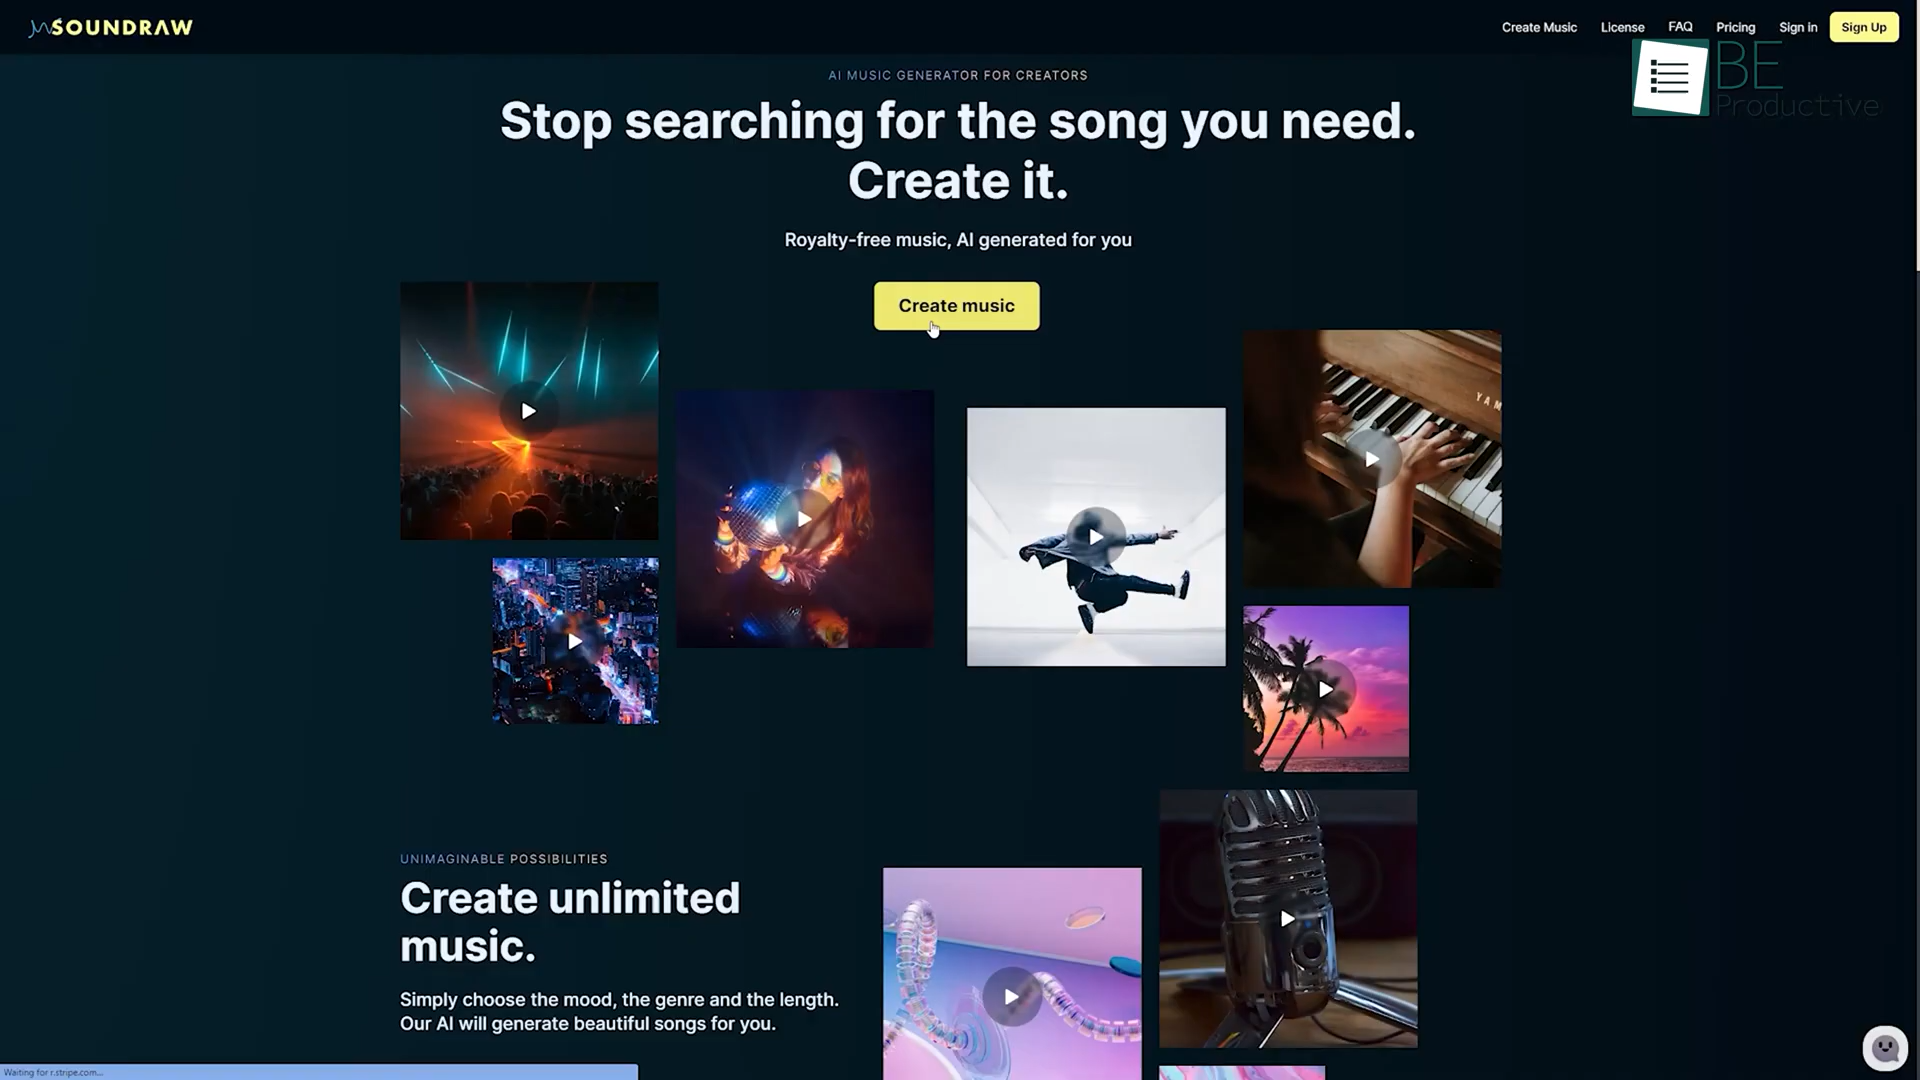 SOUNDRAW
Create Music
License
FAQ
Pricing
Sign in
Sign Up
BE
Productive
AI MUSIC GENERATOR FOR CREATORS
Stop searching for the song you need.
Create it.
Royalty-free music, AI generated for you
Create music
YAM
UNIMAGINABLE POSSIBILITIES
Create unlimited
music.
Simply choose the mood, the genre and the length.
Our AI will generate beautiful songs for you.
Waiting for r.stripe.com...